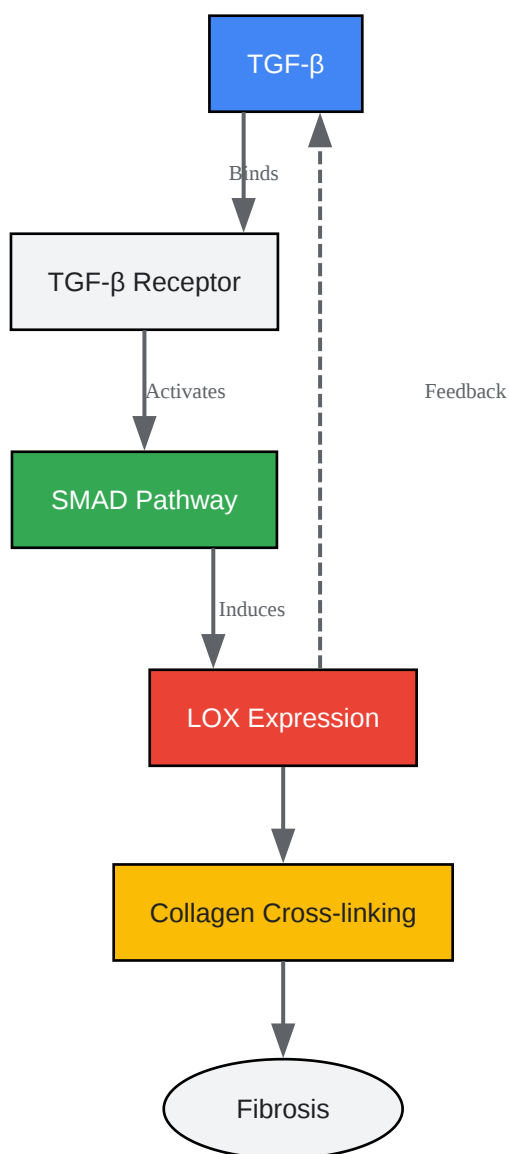 TGF-β
Binds
TGF-β Receptor
Activates
Feedback
SMAD Pathway
Induces
LOX Expression
Collagen Cross-linking
Fibrosis